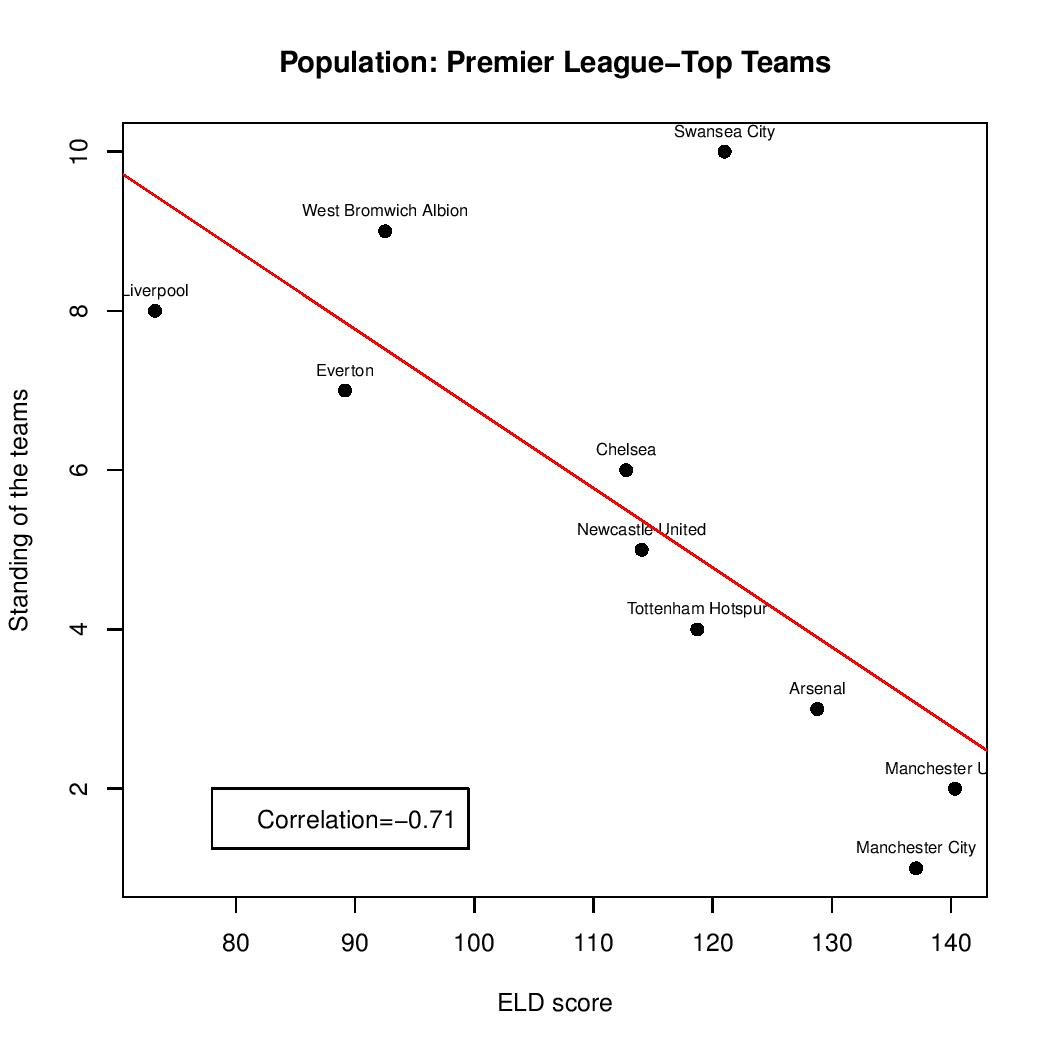 Population: Premier League–Top Teams
Standing of the teams
10
8
6
4
2
Swansea City
West Bromwich Albion
Liverpool
Everton
Chelsea
Newcastle United
Tottenham Hotspur
Arsenal
Manchester U
Manchester City
Correlation=−0.71
80 90 100 110 120 130 140
ELD score